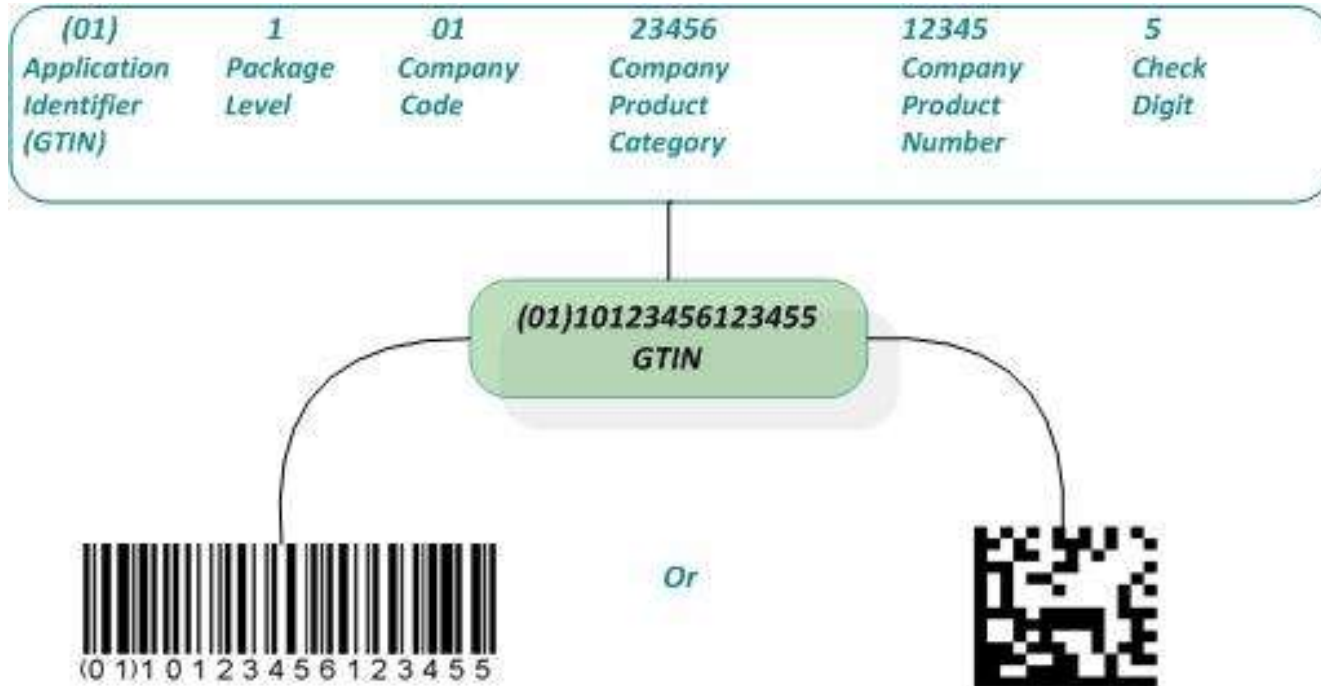 (01) 1 01 23456 12345 5
Application Package Company Company Company Check
Identifier Level Code Product Product Digit
(GTIN) Category Number
(01)10123456123455
GTIN
Or
(01)10123456123455